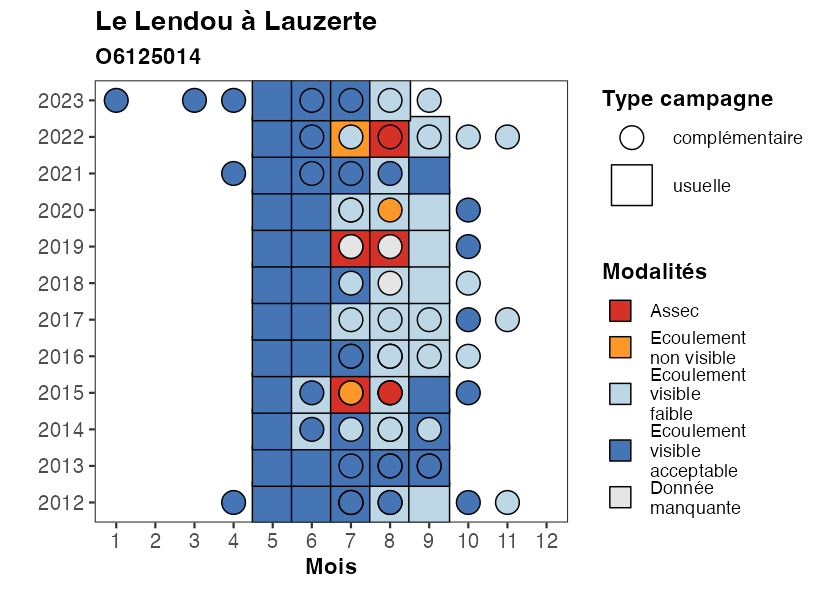 Le Lendou à Lauzerte
O6125014
2023
2022
2021
2020
2019
2018
2017
2016
2015
2014
2013
2012
1 2 3 4 5 6 7 8 9 10 11 12
Mois
Type campagne
complémentaire
usuelle
Modalités
Assec
Ecoulement
non visible
Ecoulement
visible
faible
Ecoulement
visible
acceptable
Donnée
manquante